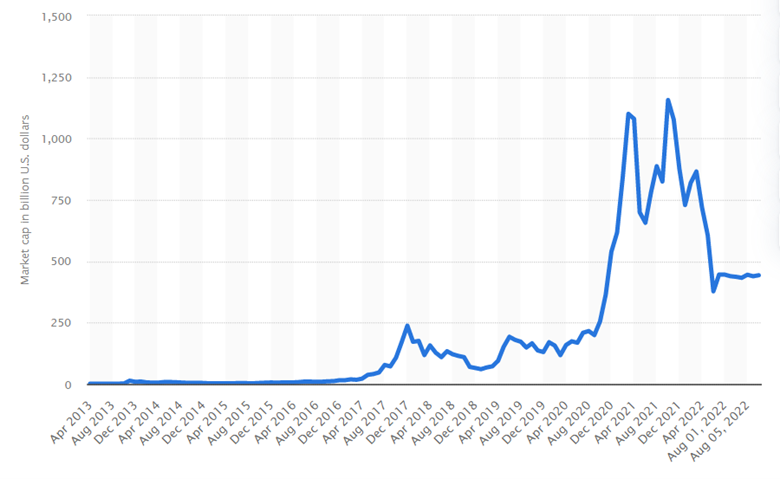 1,500
1,250
1,000
750
500
250
0
Market cap in billion U.S. dollars
Apr 2013
Aug 2013
Dec 2013
Apr 2014
Aug 2014
Dec 2014
Apr 2015
Aug 2015
Dec 2015
Apr 2016
Aug 2016
Dec 2016
Apr 2017
Aug 2017
Dec 2017
Apr 2018
Aug 2018
Dec 2018
Apr 2019
Aug 2019
Dec 2019
Apr 2020
Aug 2020
Dec 2020
Apr 2021
Aug 2021
Dec 2021
Apr 2022
Aug 01, 2022
Aug 05, 2022